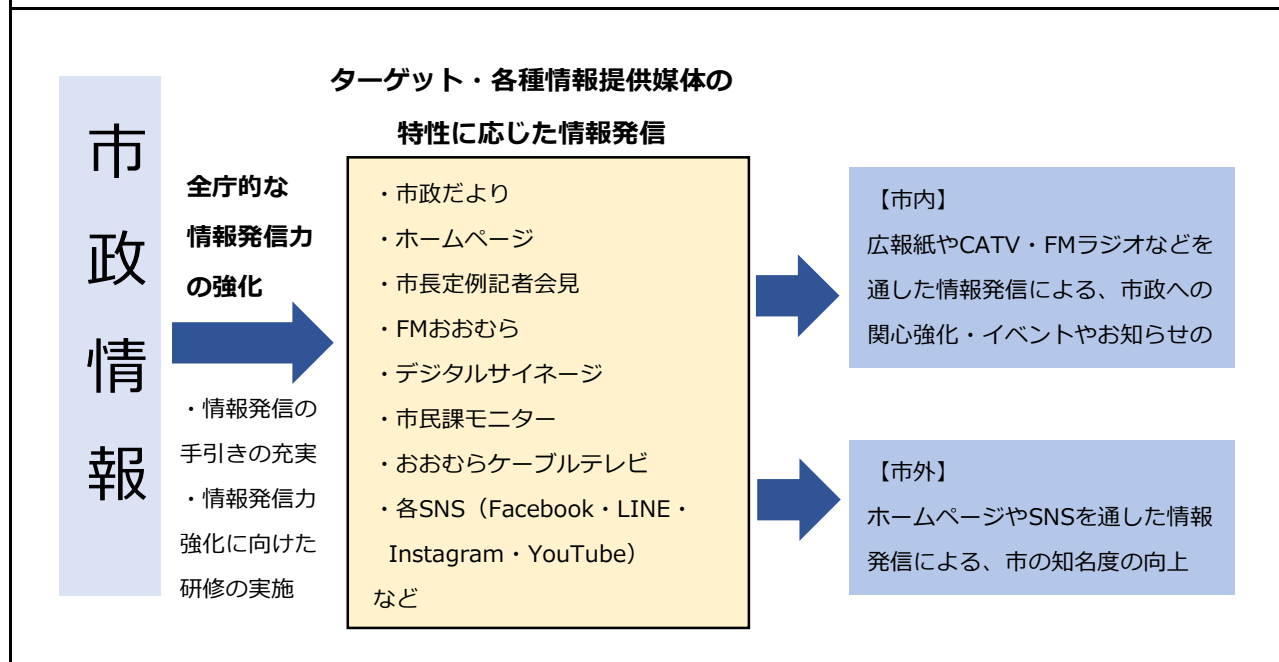 市政情報
全庁的な
情報発信力
の強化
・情報発信の
手引きの充実
・情報発信力
強化に向けた
研修の実施
ターゲット・各種情報提供媒体の
特性に応じた情報発信
・市政だより
・ホームページ
・市長定例記者会見
・FMおおむら
・デジタルサイネージ
・市民課モニター
・おおむらケーブルテレビ
・各SNS（Facebook・LINE・
Instagram・YouTube）
など
【市内】
広報紙やCATV・FMラジオなどを
通した情報発信による、市政への
関心強化・イベントやお知らせの
【市外】
ホームページやSNSを通した情報
発信による、市の知名度の向上